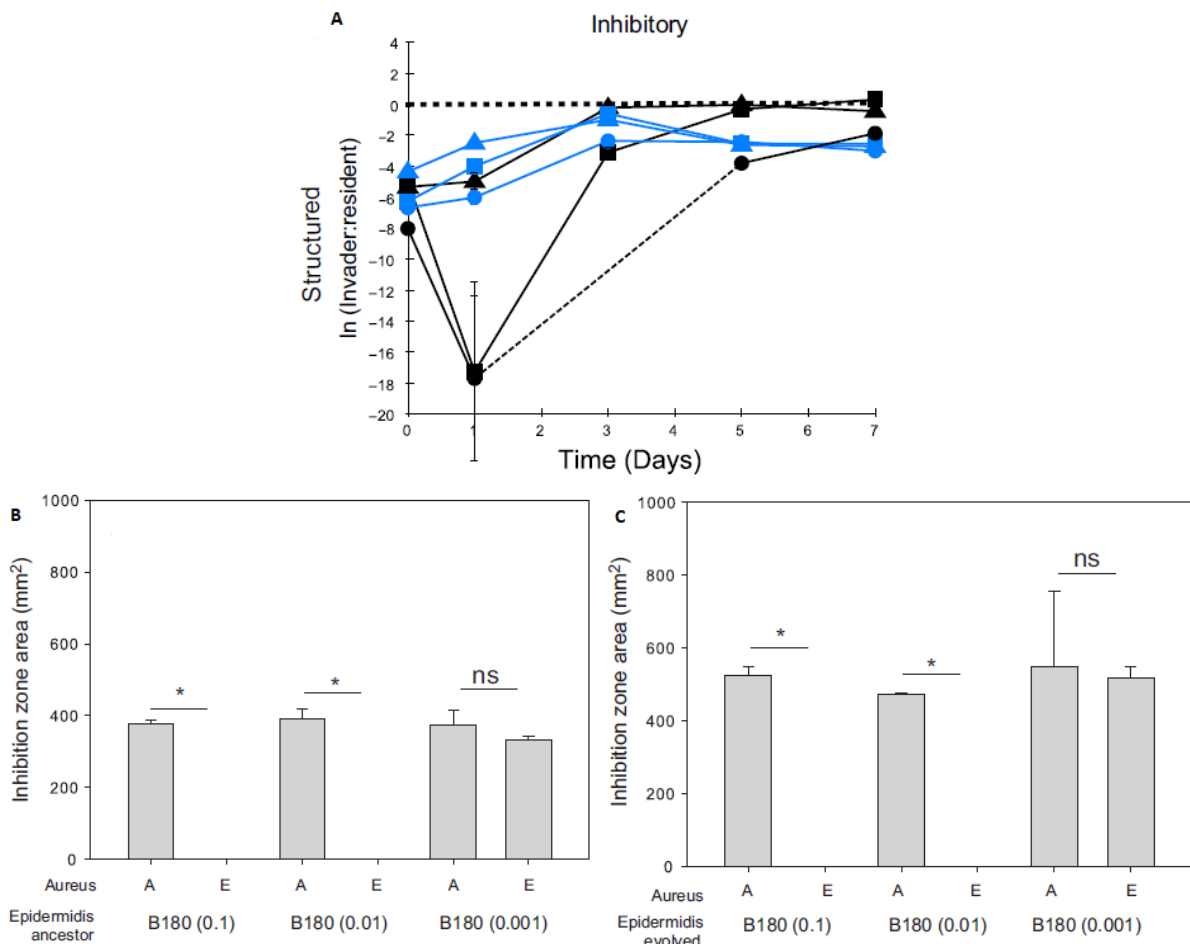 A
Inhibitory
Structured
ln (Invader:resident)
4
2
0
–2
–4
–6
–8
–10
–12
–14
–16
–18
–20
0 1 2 3 4 5 6 7
Time (Days)
B
Inhibition zone area (mm²)
1000
800
600
400
200
0
* * ns
Aureus A E A E A E
Epidermidis ancestor B180 (0.1) B180 (0.01) B180 (0.001)
C
Inhibition zone area (mm²)
1000
800
600
400
200
0
* * ns
Aureus A E A E A E
Epidermidis evolved B180 (0.1) B180 (0.01) B180 (0.001)